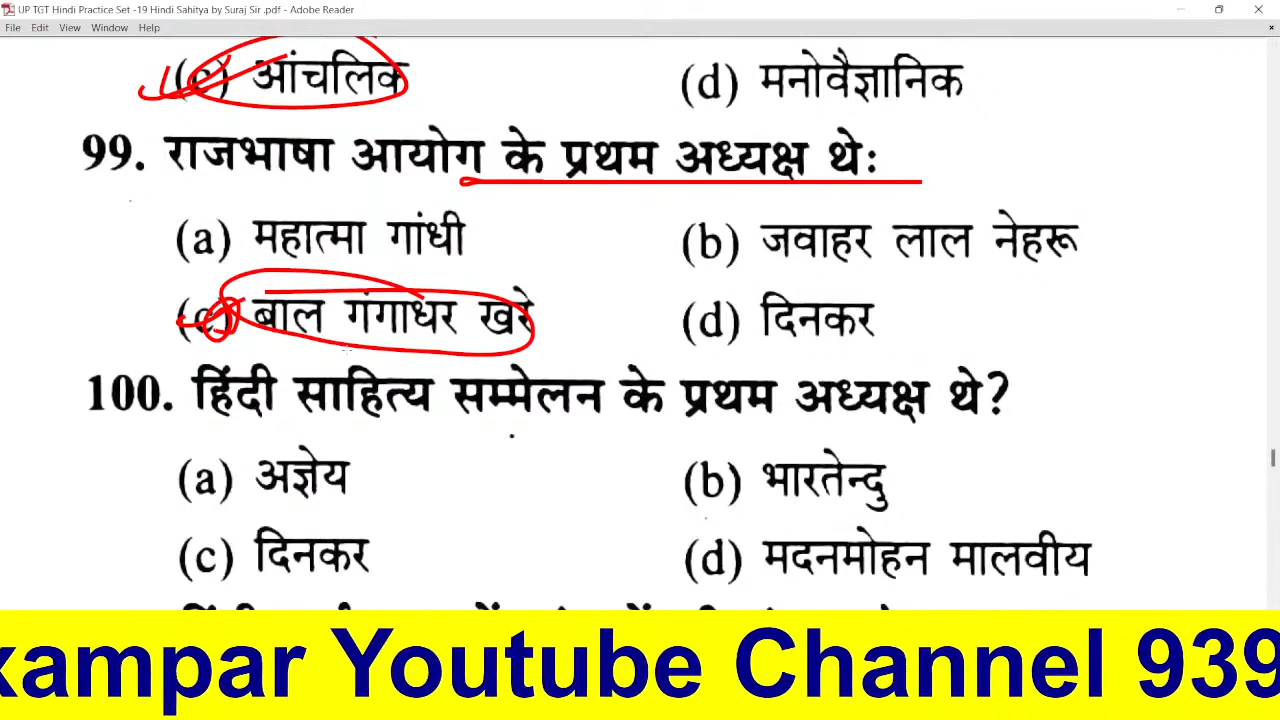 UP TGT Hindi Practice Set -19 Hindi Sahitya by Suraj Sir .pdf - Adobe Reader
File Edit View Window Help
(c) आंचलिक (d) मनोवैज्ञानिक
99. राजभाषा आयोग के प्रथम अध्यक्ष थेः
(a) महात्मा गांधी (b) जवाहर लाल नेहरू
(c) बाल गंगाधर खरे (d) दिनकर
100. हिंदी साहित्य सम्मेलन के प्रथम अध्यक्ष थे?
(a) अज्ञेय (b) भारतेन्दु
(c) दिनकर (d) मदनमोहन मालवीय
xampar Youtube Channel 939